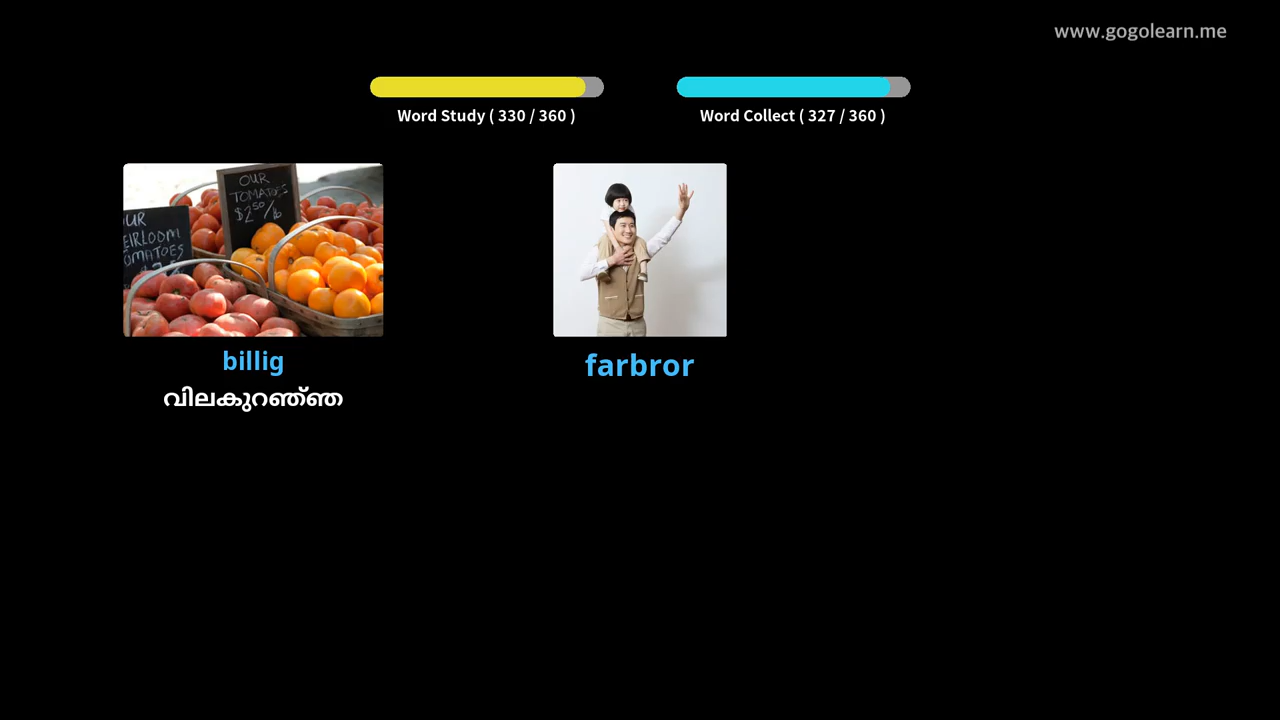 www.gogolearn.me
Word Study ( 330 / 360 )
Word Collect ( 327 / 360 )
OUR
TOMATOES
$2.50/lb
UR
EIRLOOM
OMATOES
billig
വിലകുറഞ്ഞ
farbror